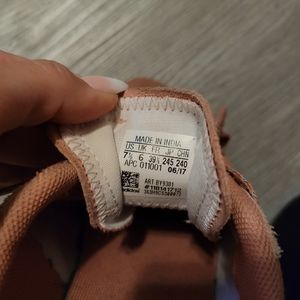 MADE IN INDIA
US UK FR JP CHN
7½ 6 39⅓ 245 240
APC 011001 06/17
ART BY9301
adidas